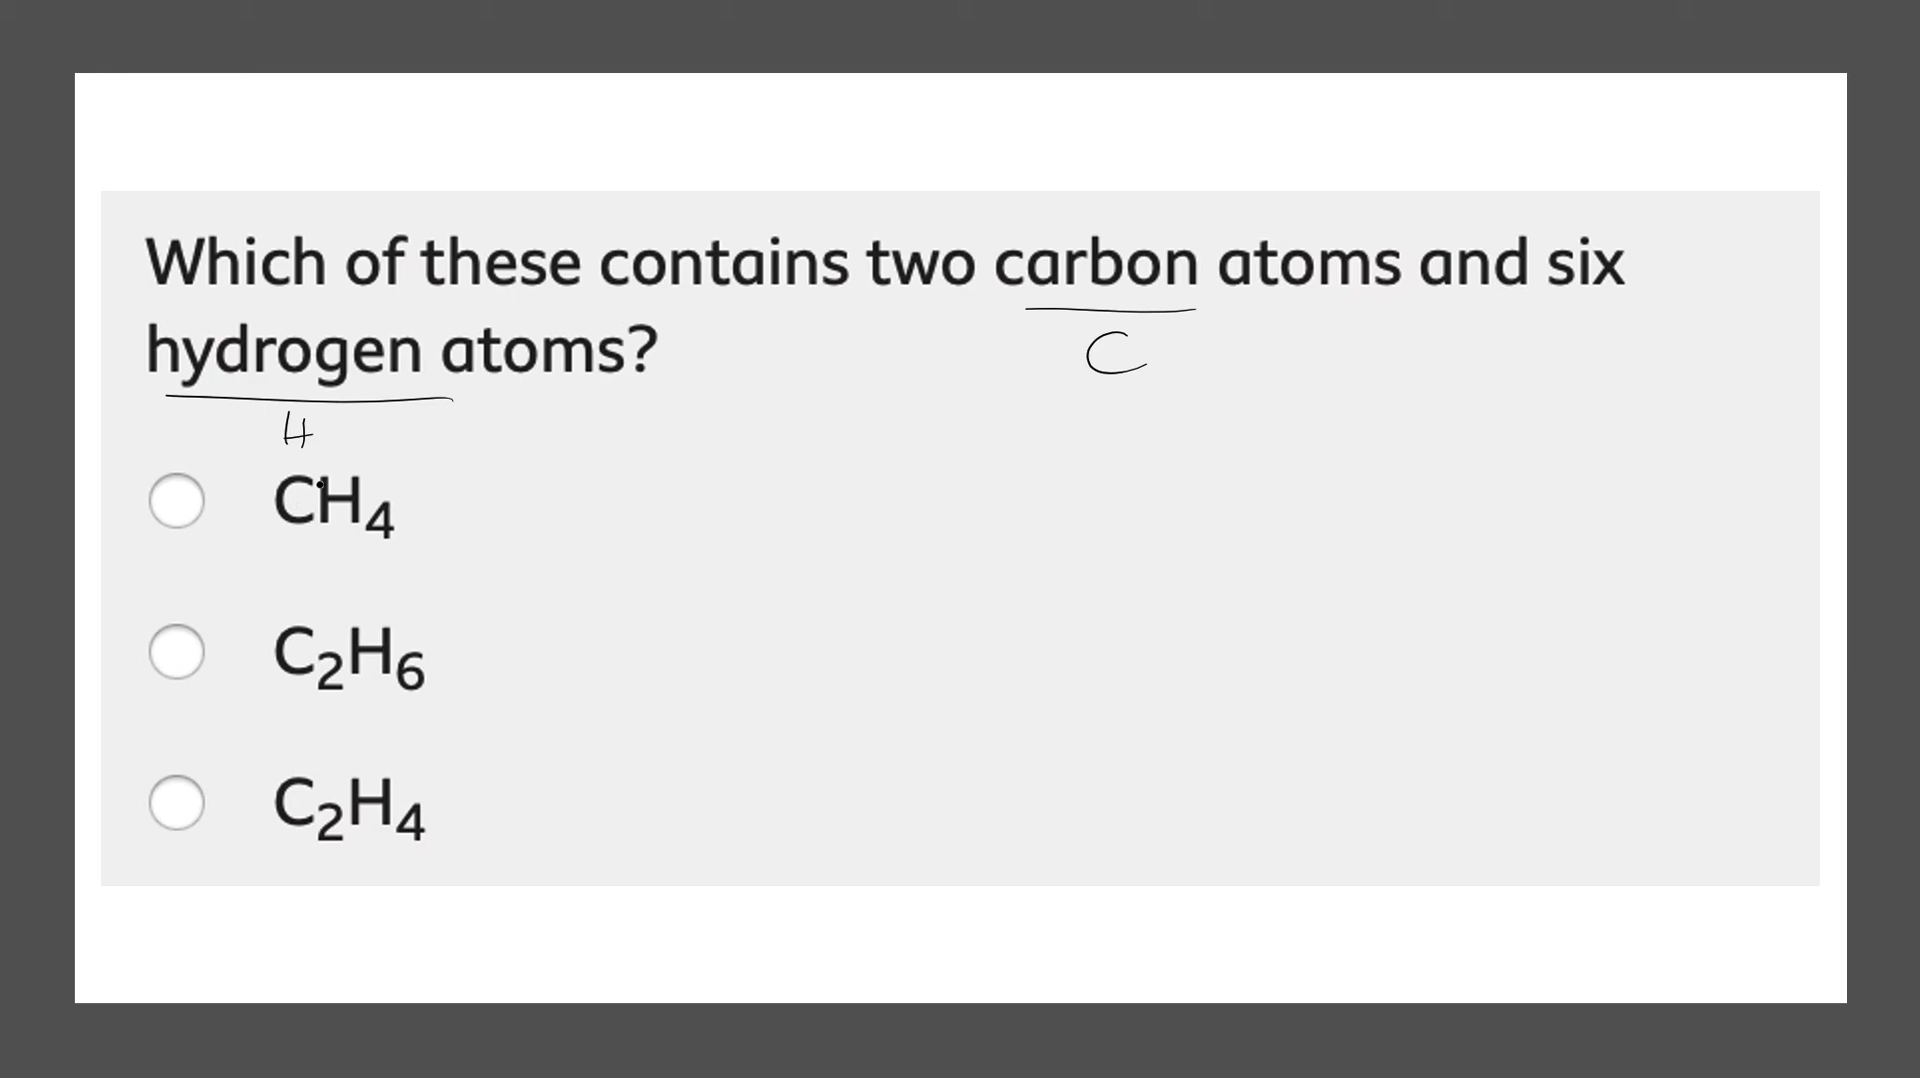 Which of these contains two carbon atoms and six
C
hydrogen atoms?
H
CH₄
C₂H₆
C₂H₄